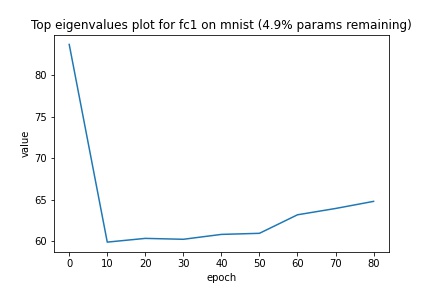 Top eigenvalues plot for fc1 on mnist (4.9% params remaining)
value
80
75
70
65
60
0 10 20 30 40 50 60 70 80
epoch